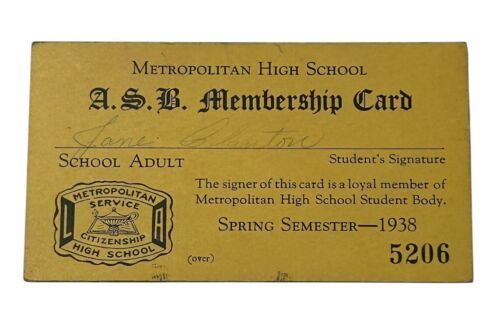 METROPOLITAN HIGH SCHOOL
A.S.B. Membership Card
Jane
SCHOOL ADULT Student's Signature
The signer of this card is a loyal member of
Metropolitan High School Student Body.
SPRING SEMESTER—1938
5206
(over)
METROPOLITAN
SERVICE
L A
CITIZENSHIP
HIGH SCHOOL